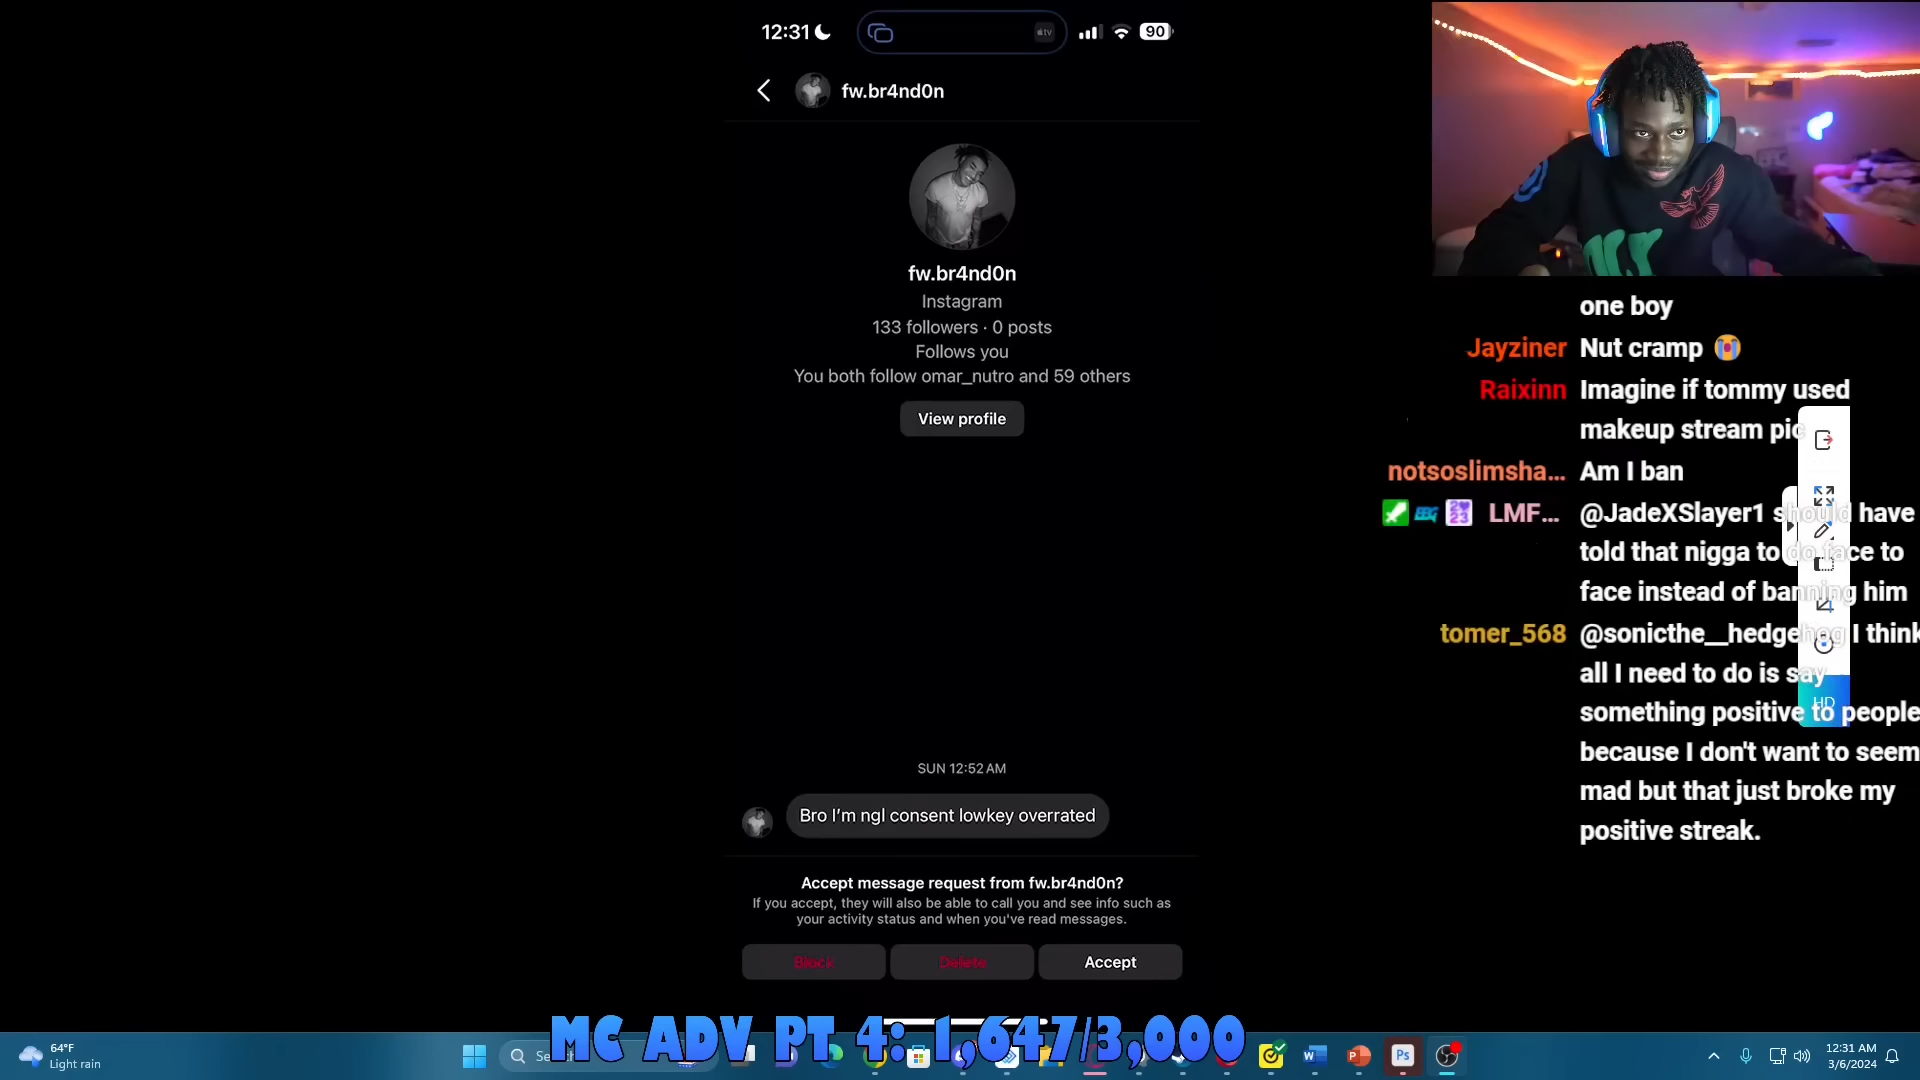 12:31
tv
90
fw.br4nd0n
fw.br4nd0n
Instagram
133 followers · 0 posts
Follows you
You both follow omar_nutro and 59 others
View profile
SUN 12:52 AM
Bro I'm ngl consent lowkey overrated
Accept message request from fw.br4nd0n?
If you accept, they will also be able to call you and see info such as
your activity status and when you've read messages.
Block
Delete
Accept
one boy
Jayziner Nut cramp 😭
Raixinn Imagine if tommy used
makeup stream pic
notsoslimsha... Am I ban
LMF... @JadeXSlayer1 should have
told that nigga to do face to
face instead of banning him
tomer_568 @sonicthe__hedgehog I think
all I need to do is say
something positive to people
because I don't want to seem
mad but that just broke my
positive streak.
HD
MC ADV PT 4: 1,647/3,000
64°F
Light rain
W
P
Ps
12:31 AM
3/6/2024